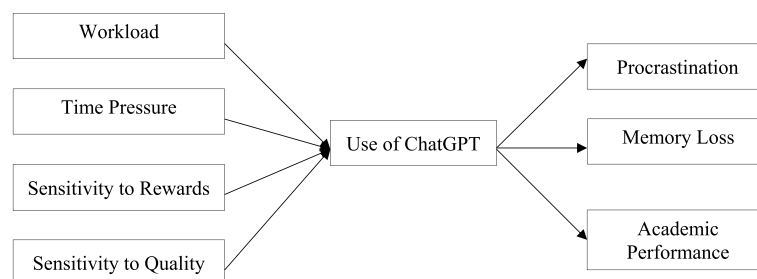 Workload
Time Pressure
Sensitivity to Rewards
Sensitivity to Quality
Use of ChatGPT
Procrastination
Memory Loss
Academic
Performance